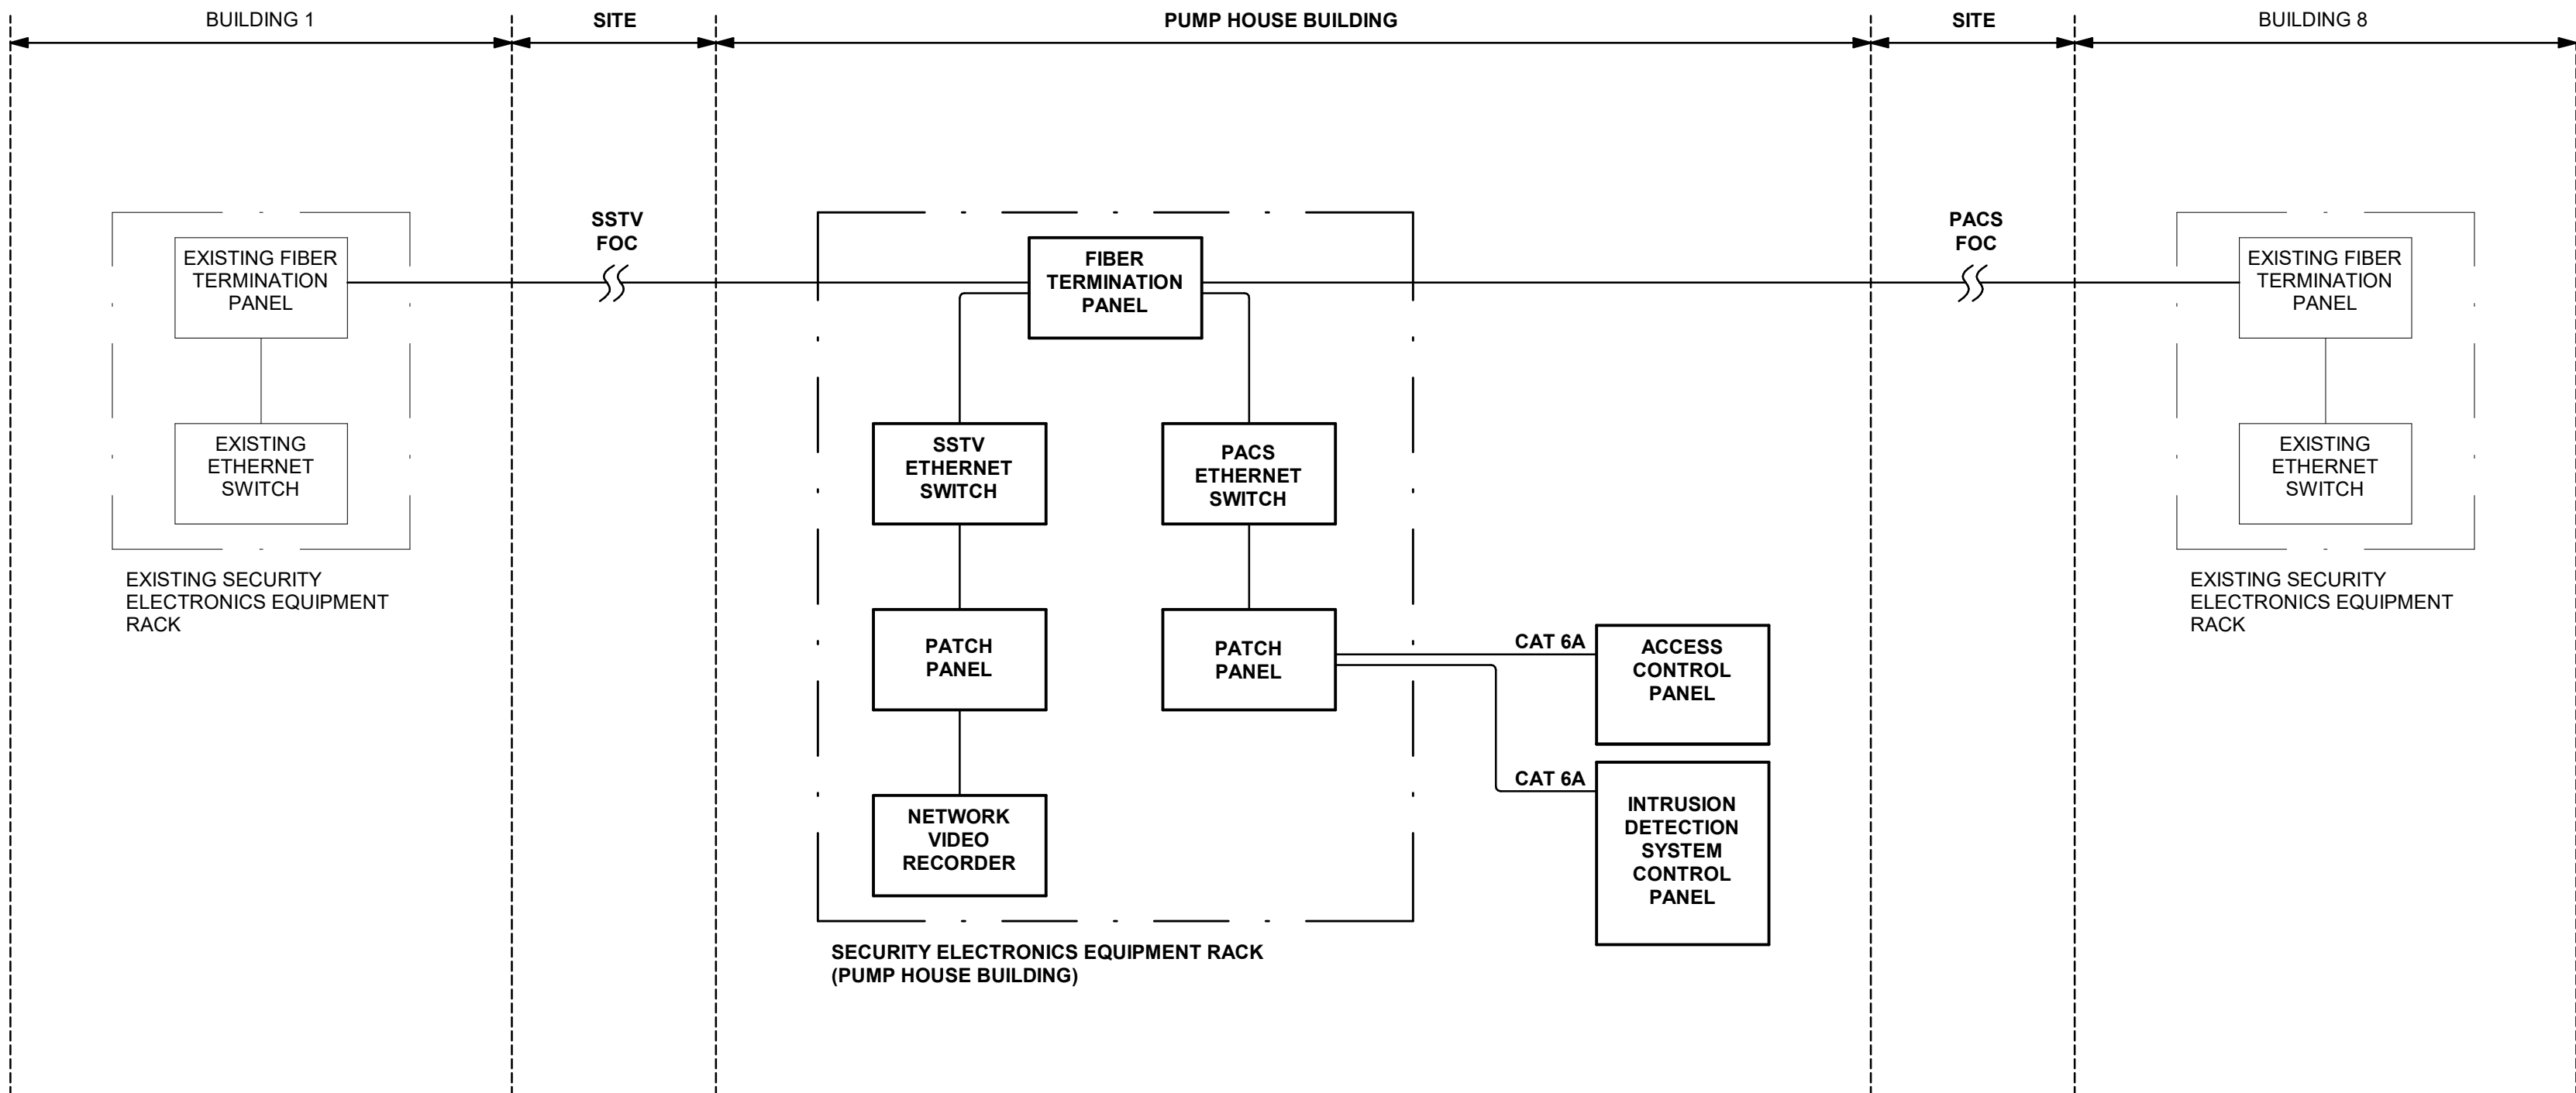 BUILDING 1
SITE
PUMP HOUSE BUILDING
SITE
BUILDING 8
EXISTING FIBER
TERMINATION
PANEL
EXISTING
ETHERNET
SWITCH
EXISTING SECURITY
ELECTRONICS EQUIPMENT
RACK
SSTV
FOC
FIBER
TERMINATION
PANEL
SSTV
ETHERNET
SWITCH
PACS
ETHERNET
SWITCH
PATCH
PANEL
PATCH
PANEL
NETWORK
VIDEO
RECORDER
SECURITY ELECTRONICS EQUIPMENT RACK
(PUMP HOUSE BUILDING)
CAT 6A
ACCESS
CONTROL
PANEL
CAT 6A
INTRUSION
DETECTION
SYSTEM
CONTROL
PANEL
PACS
FOC
EXISTING FIBER
TERMINATION
PANEL
EXISTING
ETHERNET
SWITCH
EXISTING SECURITY
ELECTRONICS EQUIPMENT
RACK